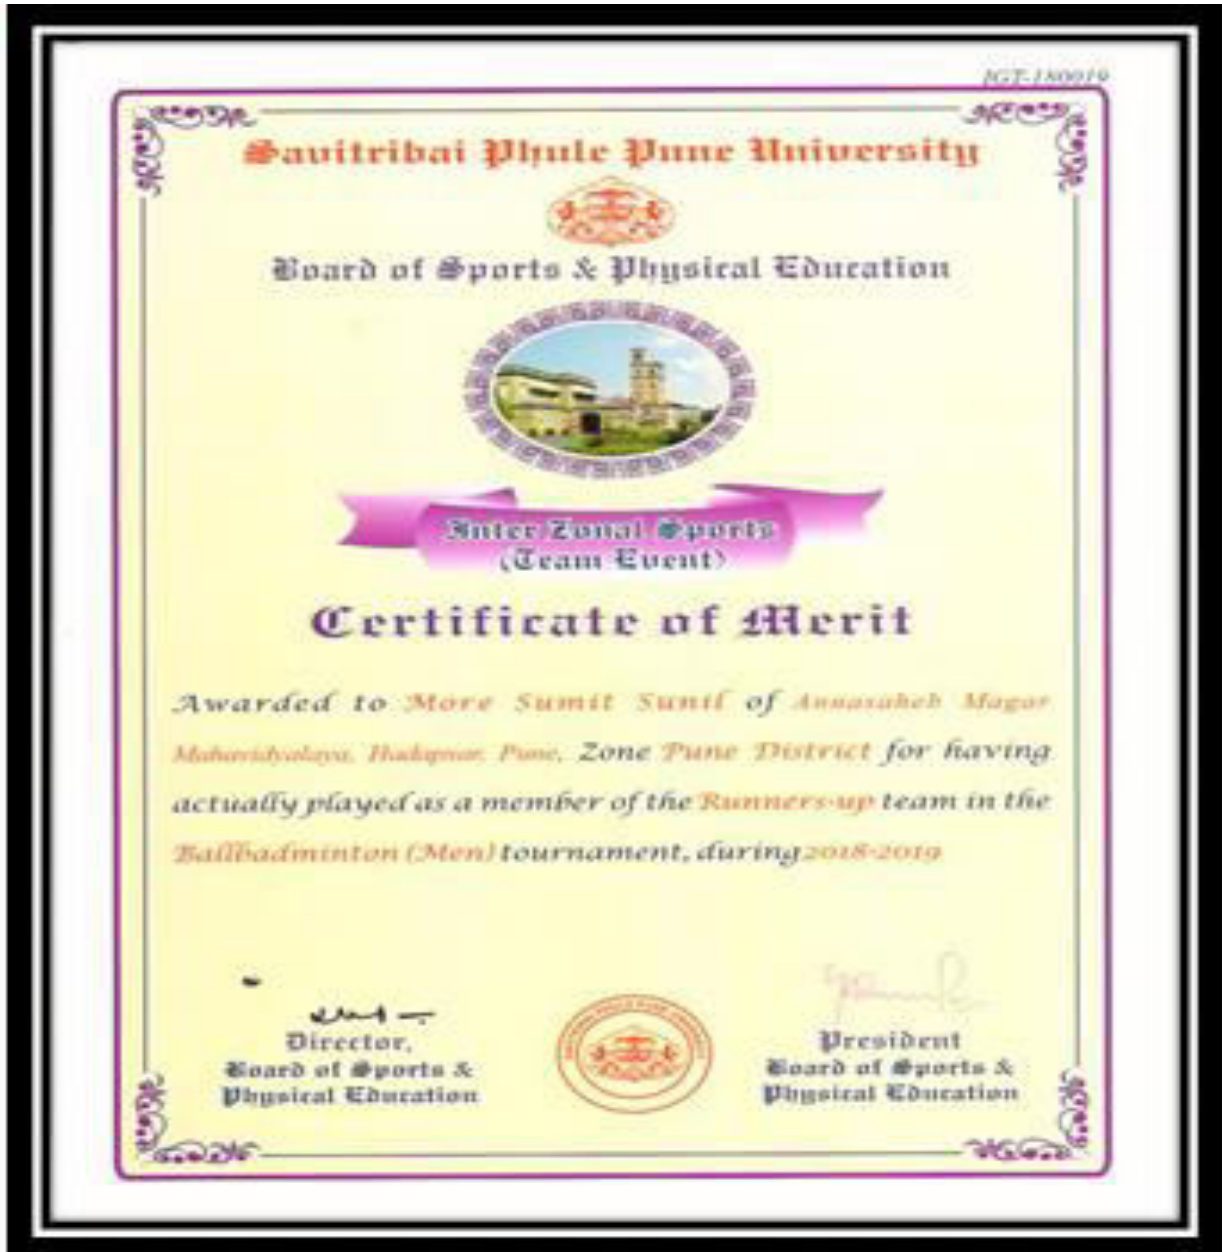 IGT-180019
Savitribai Phule Pune University
Board of Sports & Physical Education
Inter Zonal Sports
(Team Event)
Certificate of Merit
Awarded to More Sumit Sunil of Annasaheb Magar
Mahavidyalaya, Hadapsar, Pune, Zone Pune District for having
actually played as a member of the Runners-up team in the
Ballbadminton (Men) tournament, during 2018-2019
Director,
Board of Sports &
Physical Education
President
Board of Sports &
Physical Education